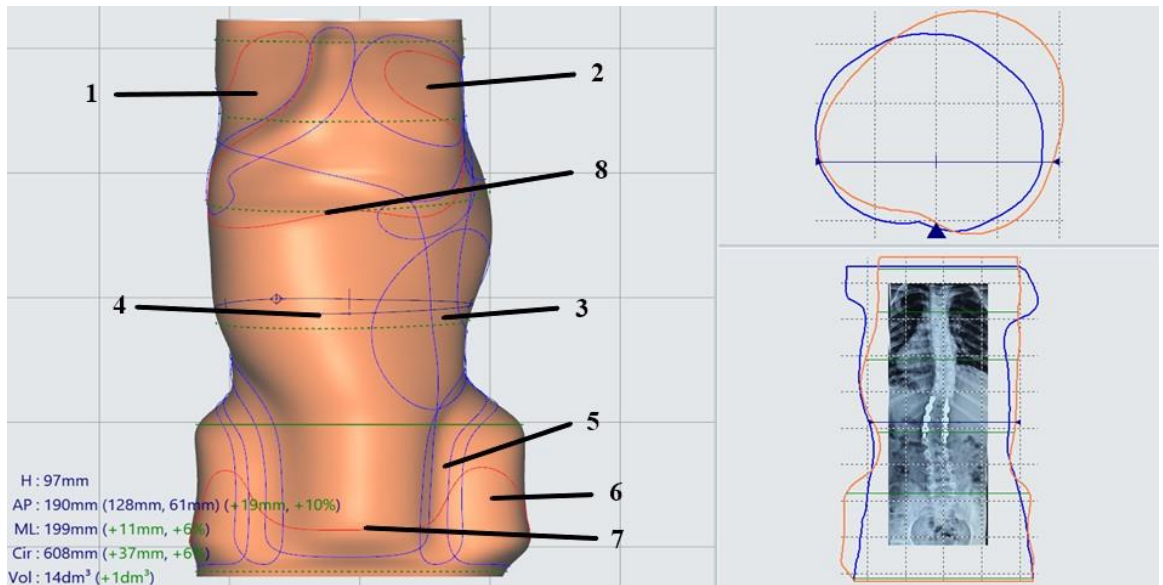 1
2
8
4
3
5
6
7
H : 97mm
AP : 190mm (128mm, 61mm) (+19mm, +10%)
ML: 199mm (+11mm, +6%)
Cir : 608mm (+37mm, +6%)
Vol : 14dm³ (+1dm³)